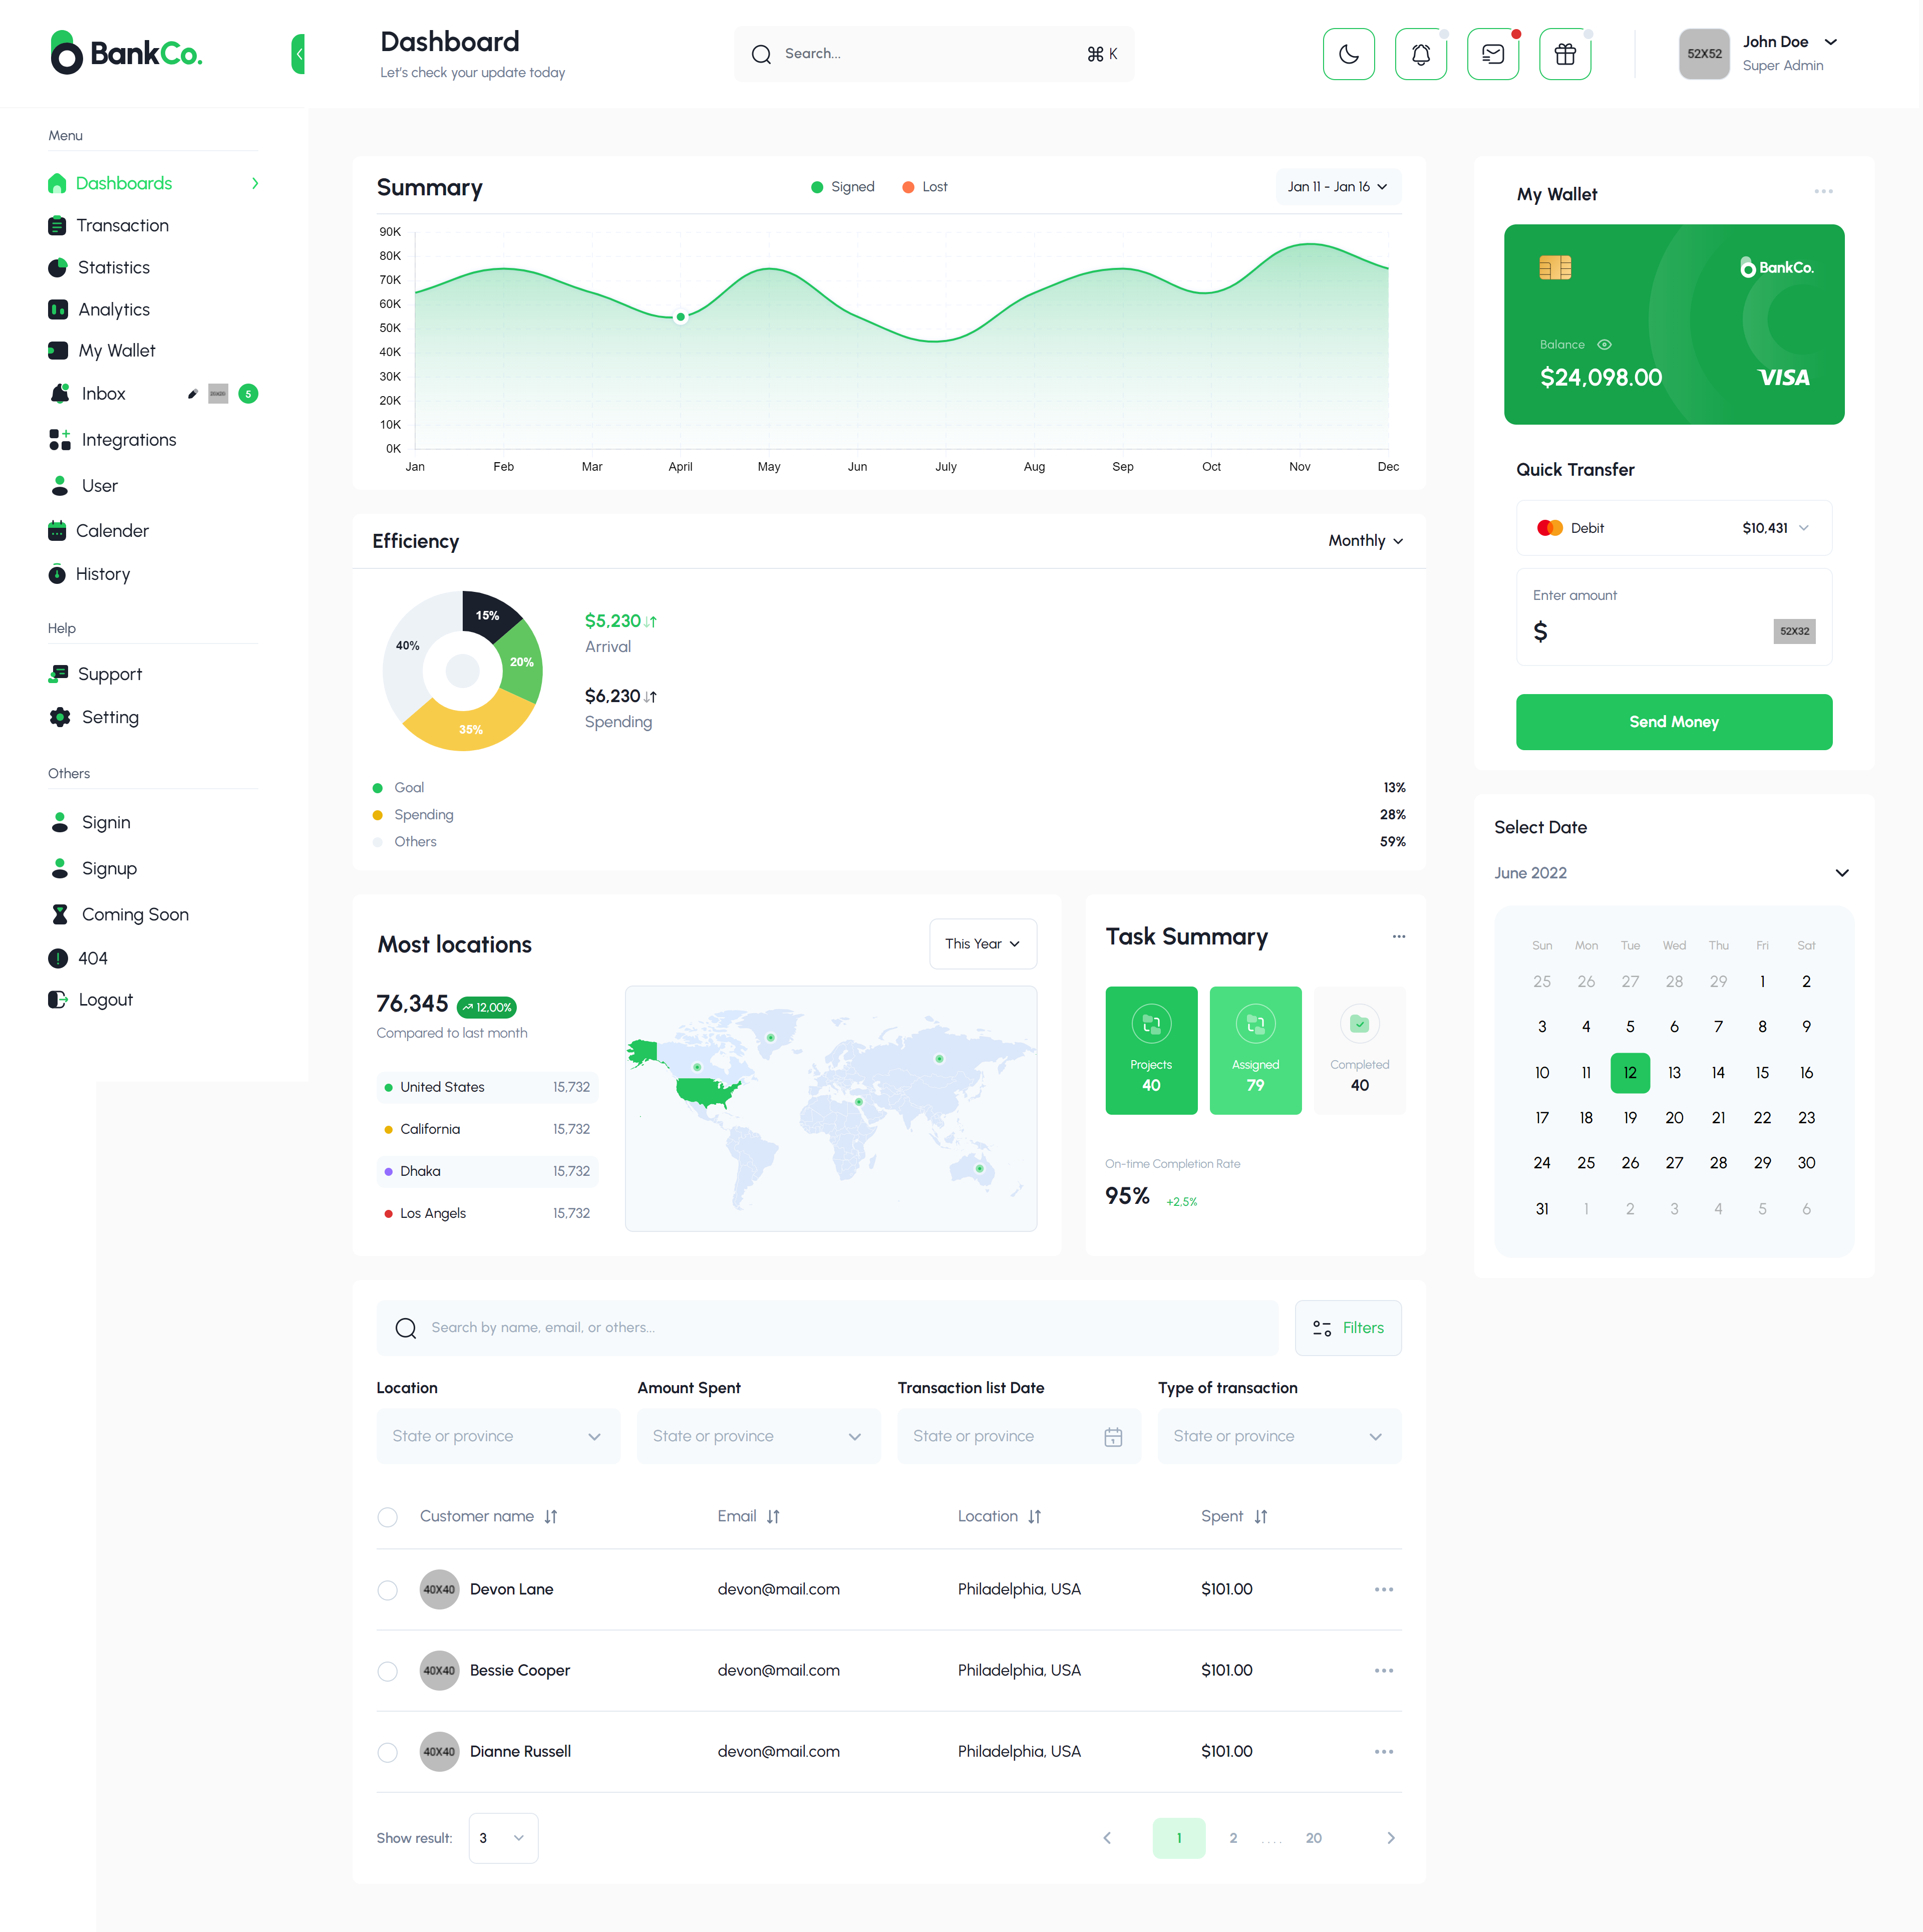 BankCo.
Dashboard
Let's check your update today
Search...
⌘ K
52X52
John Doe
Super Admin
Menu
Dashboards
Transaction
Statistics
Analytics
My Wallet
Inbox
5
Integrations
User
Calender
History
Help
Support
Setting
Others
Signin
Signup
Coming Soon
404
Logout
Summary
Signed
Lost
Jan 11 - Jan 16
90K
80K
70K
60K
50K
40K
30K
20K
10K
0K
Jan Feb Mar April May Jun July Aug Sep Oct Nov Dec
Efficiency
Monthly
15%
20%
35%
40%
$5,230
Arrival
$6,230
Spending
Goal 13%
Spending 28%
Others 59%
Most locations
This Year
76,345
12,00%
Compared to last month
United States 15,732
California 15,732
Dhaka 15,732
Los Angels 15,732
Task Summary
Projects
40
Assigned
79
Completed
40
On-time Completion Rate
95%
+2,5%
Search by name, email, or others...
Filters
Location
State or province
Amount Spent
State or province
Transaction list Date
State or province
Type of transaction
State or province
Customer name Email Location Spent
40X40 Devon Lane devon@mail.com Philadelphia, USA $101.00
40X40 Bessie Cooper devon@mail.com Philadelphia, USA $101.00
40X40 Dianne Russell devon@mail.com Philadelphia, USA $101.00
Show result: 3
1 2 .... 20
My Wallet
BankCo.
Balance
$24,098.00
VISA
Quick Transfer
Debit $10,431
Enter amount
$
52X32
Send Money
Select Date
June 2022
Sun Mon Tue Wed Thu Fri Sat
25 26 27 28 29 1 2
3 4 5 6 7 8 9
10 11 12 13 14 15 16
17 18 19 20 21 22 23
24 25 26 27 28 29 30
31 1 2 3 4 5 6